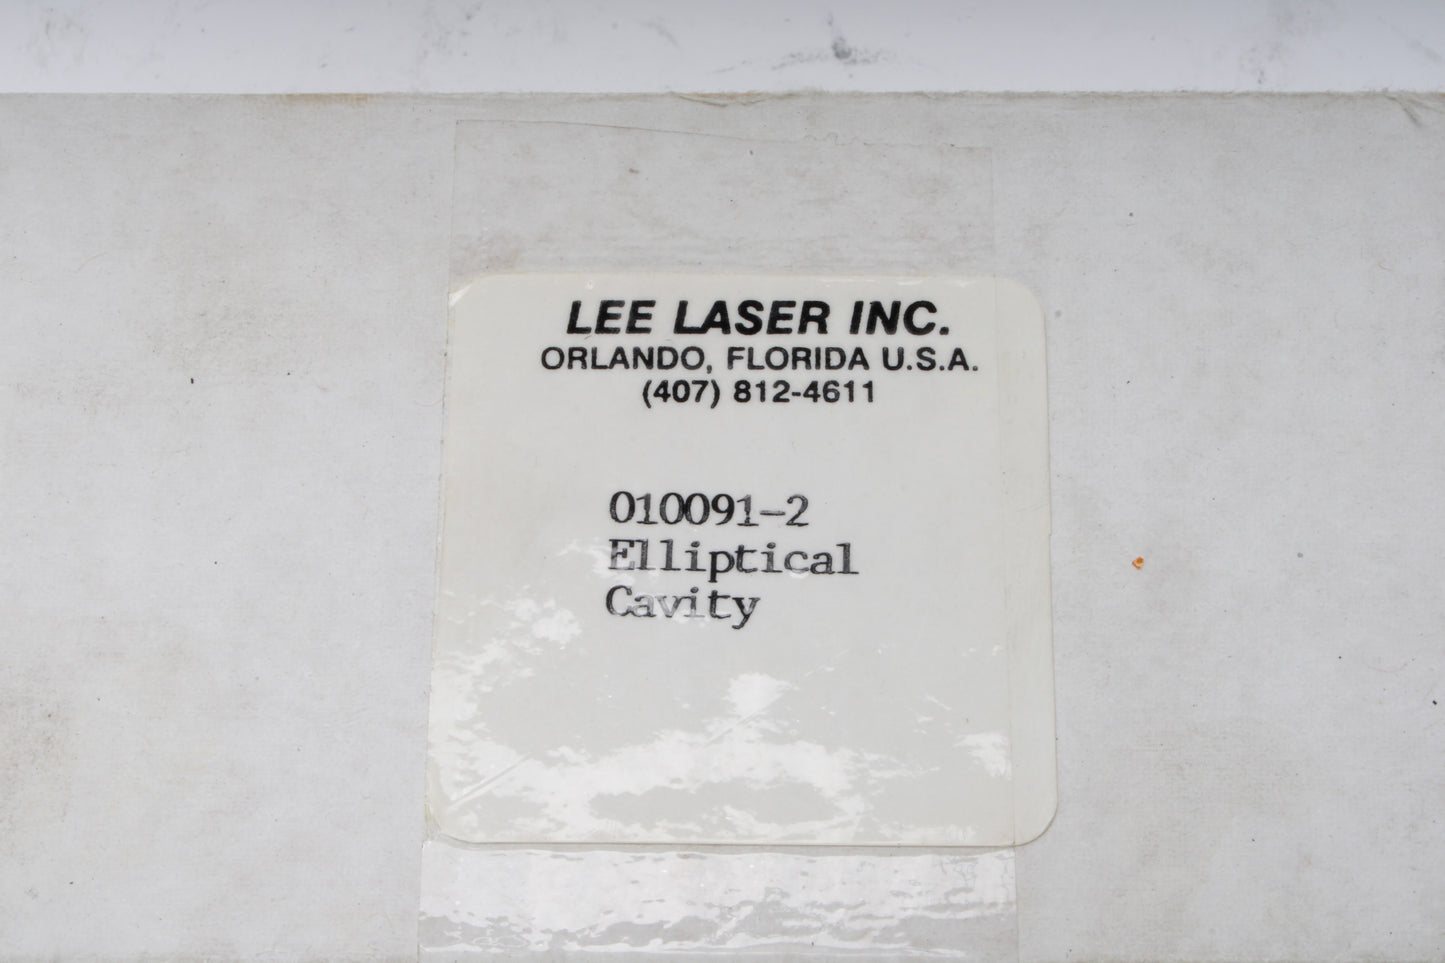 LEE LASER INC.
ORLANDO, FLORIDA U.S.A.
(407) 812-4611
010091-2
Elliptical
Cavity